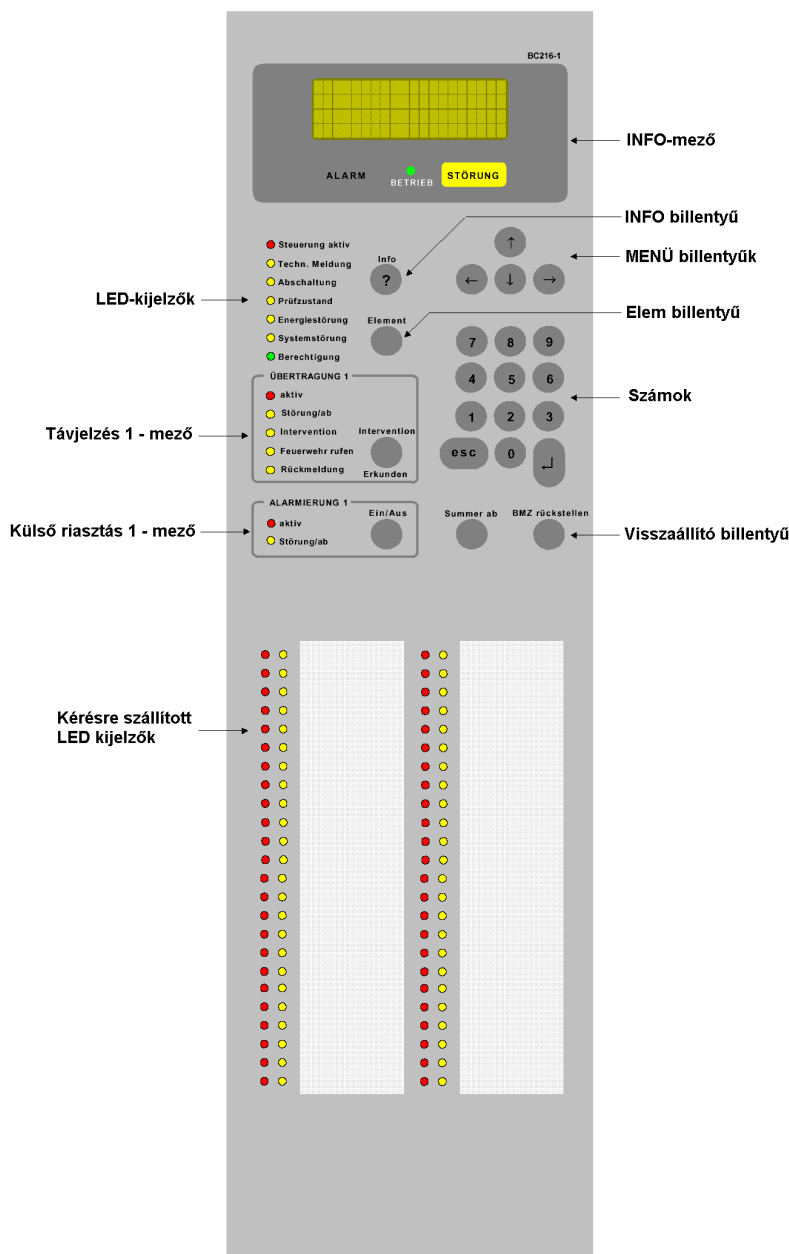 BC216-1
INFO-mező
ALARM
BETRIEB
STÖRUNG
INFO billentyű
MENÜ billentyűk
Elem billentyű
LED-kijelzők
Steuerung aktiv
Techn. Meldung
Abschaltung
Prüfzustand
Energiestörung
Systemstörung
Berechtigung
Info
?
Element
↑
← ↓ →
7 8 9
4 5 6
1 2 3
esc 0 ↵
Számok
Távjelzés 1 - mező
ÜBERTRAGUNG 1
aktiv
Störung/ab
Intervention
Feuerwehr rufen
Rückmeldung
Intervention
Erkunden
Külső riasztás 1 - mező
ALARMIERUNG 1
aktiv
Störung/ab
Ein/Aus
Summer ab
BMZ rückstellen
Visszaállító billentyű
Kérésre szállított
LED kijelzők